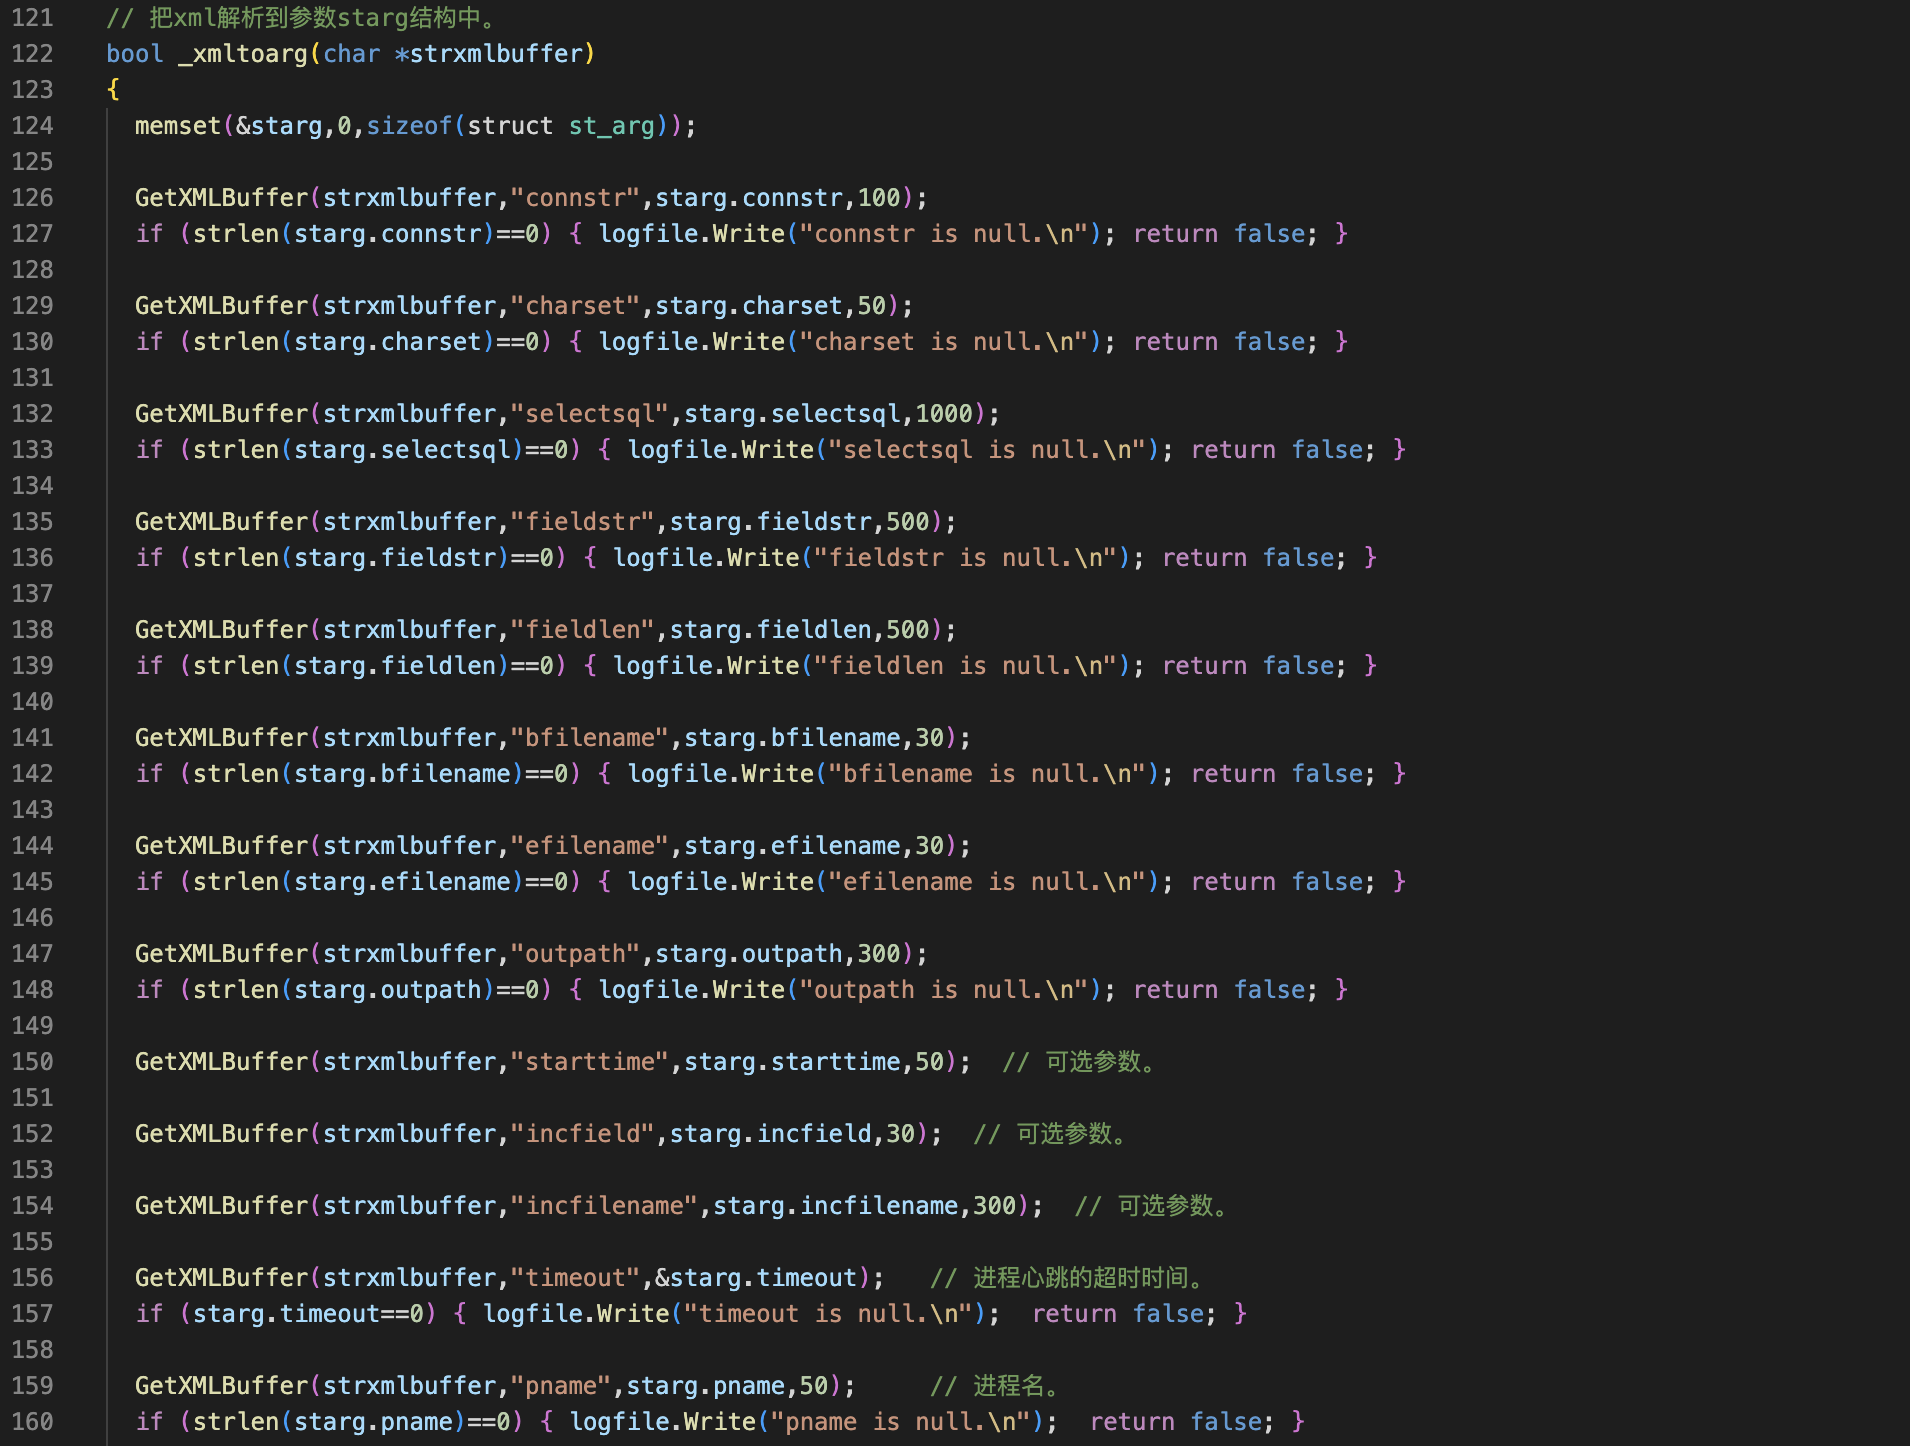 121 // 把xml解析到参数starg结构中。
122 bool _xmltoarg(char *strxmlbuffer)
123 {
124 memset(&starg,0,sizeof(struct st_arg));
125
126 GetXMLBuffer(strxmlbuffer,"connstr",starg.connstr,100);
127 if (strlen(starg.connstr)==0) { logfile.Write("connstr is null.\n"); return false; }
128
129 GetXMLBuffer(strxmlbuffer,"charset",starg.charset,50);
130 if (strlen(starg.charset)==0) { logfile.Write("charset is null.\n"); return false; }
131
132 GetXMLBuffer(strxmlbuffer,"selectsql",starg.selectsql,1000);
133 if (strlen(starg.selectsql)==0) { logfile.Write("selectsql is null.\n"); return false; }
134
135 GetXMLBuffer(strxmlbuffer,"fieldstr",starg.fieldstr,500);
136 if (strlen(starg.fieldstr)==0) { logfile.Write("fieldstr is null.\n"); return false; }
137
138 GetXMLBuffer(strxmlbuffer,"fieldlen",starg.fieldlen,500);
139 if (strlen(starg.fieldlen)==0) { logfile.Write("fieldlen is null.\n"); return false; }
140
141 GetXMLBuffer(strxmlbuffer,"bfilename",starg.bfilename,30);
142 if (strlen(starg.bfilename)==0) { logfile.Write("bfilename is null.\n"); return false; }
143
144 GetXMLBuffer(strxmlbuffer,"efilename",starg.efilename,30);
145 if (strlen(starg.efilename)==0) { logfile.Write("efilename is null.\n"); return false; }
146
147 GetXMLBuffer(strxmlbuffer,"outpath",starg.outpath,300);
148 if (strlen(starg.outpath)==0) { logfile.Write("outpath is null.\n"); return false; }
149
150 GetXMLBuffer(strxmlbuffer,"starttime",starg.starttime,50);  // 可选参数。
151
152 GetXMLBuffer(strxmlbuffer,"incfield",starg.incfield,30);  // 可选参数。
153
154 GetXMLBuffer(strxmlbuffer,"incfilename",starg.incfilename,300);  // 可选参数。
155
156 GetXMLBuffer(strxmlbuffer,"timeout",&starg.timeout);   // 进程心跳的超时时间。
157 if (starg.timeout==0) { logfile.Write("timeout is null.\n");  return false; }
158
159 GetXMLBuffer(strxmlbuffer,"pname",starg.pname,50);     // 进程名。
160 if (strlen(starg.pname)==0) { logfile.Write("pname is null.\n");  return false; }